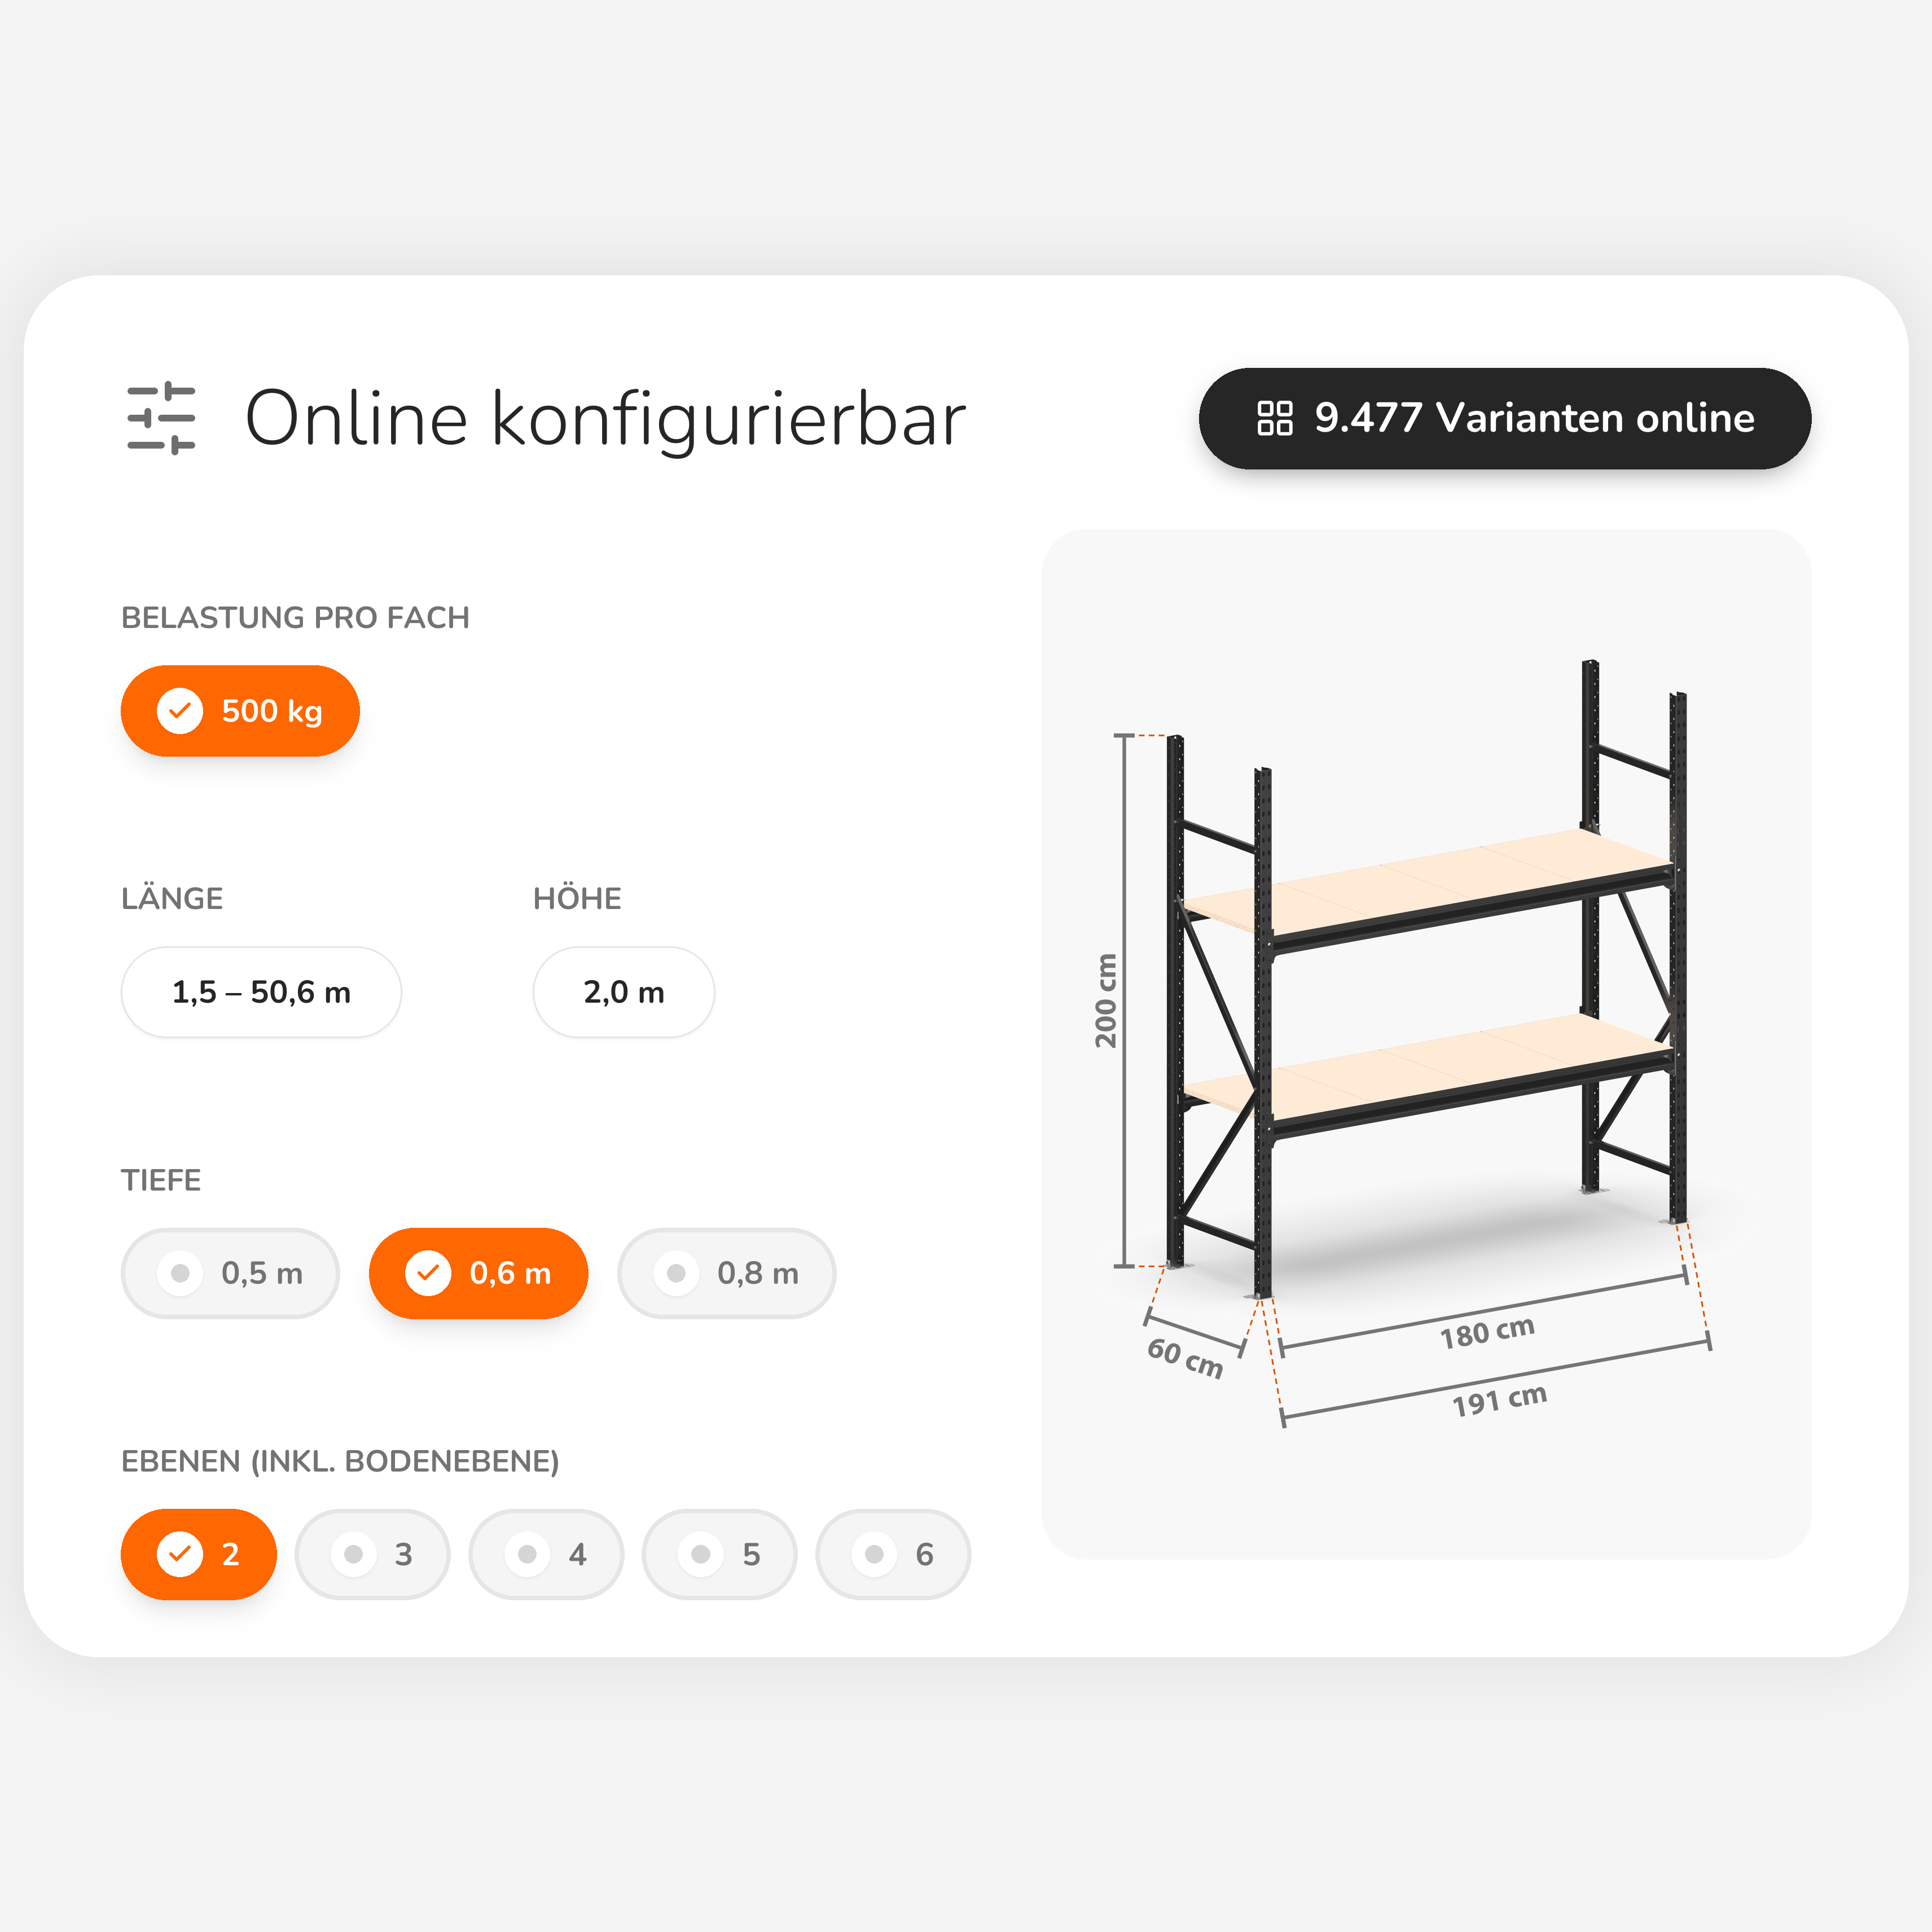 Online konfigurierbar
9.477 Varianten online
BELASTUNG PRO FACH
500 kg
LÄNGE
HÖHE
1,5 – 50,6 m
2,0 m
TIEFE
0,5 m
0,6 m
0,8 m
EBENEN (INKL. BODENEBENE)
2
3
4
5
6
200 cm
60 cm
180 cm
191 cm